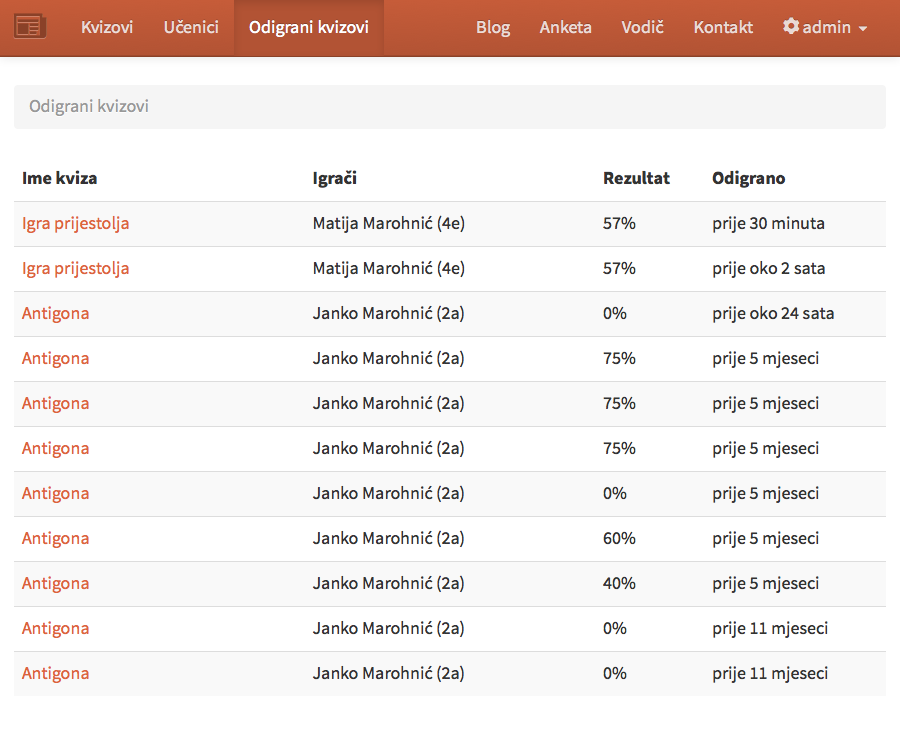 Kvizovi Učenici Odigrani kvizovi Blog Anketa Vodič Kontakt admin
Odigrani kvizovi
Ime kviza Igrači Rezultat Odigrano
Igra prijestolja Matija Marohnić (4e) 57% prije 30 minuta
Igra prijestolja Matija Marohnić (4e) 57% prije oko 2 sata
Antigona Janko Marohnić (2a) 0% prije oko 24 sata
Antigona Janko Marohnić (2a) 75% prije 5 mjeseci
Antigona Janko Marohnić (2a) 75% prije 5 mjeseci
Antigona Janko Marohnić (2a) 75% prije 5 mjeseci
Antigona Janko Marohnić (2a) 0% prije 5 mjeseci
Antigona Janko Marohnić (2a) 60% prije 5 mjeseci
Antigona Janko Marohnić (2a) 40% prije 5 mjeseci
Antigona Janko Marohnić (2a) 0% prije 11 mjeseci
Antigona Janko Marohnić (2a) 0% prije 11 mjeseci